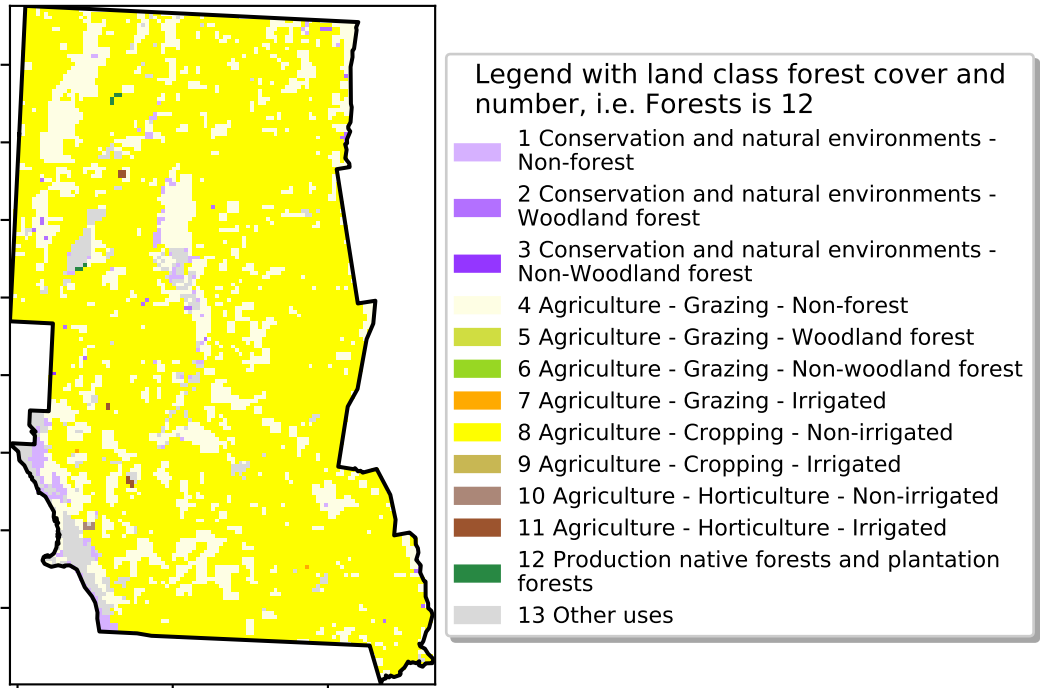 Legend with land class forest cover and
number, i.e. Forests is 12
1 Conservation and natural environments -
Non-forest
2 Conservation and natural environments -
Woodland forest
3 Conservation and natural environments -
Non-Woodland forest
4 Agriculture - Grazing - Non-forest
5 Agriculture - Grazing - Woodland forest
6 Agriculture - Grazing - Non-woodland forest
7 Agriculture - Grazing - Irrigated
8 Agriculture - Cropping - Non-irrigated
9 Agriculture - Cropping - Irrigated
10 Agriculture - Horticulture - Non-irrigated
11 Agriculture - Horticulture - Irrigated
12 Production native forests and plantation
forests
13 Other uses